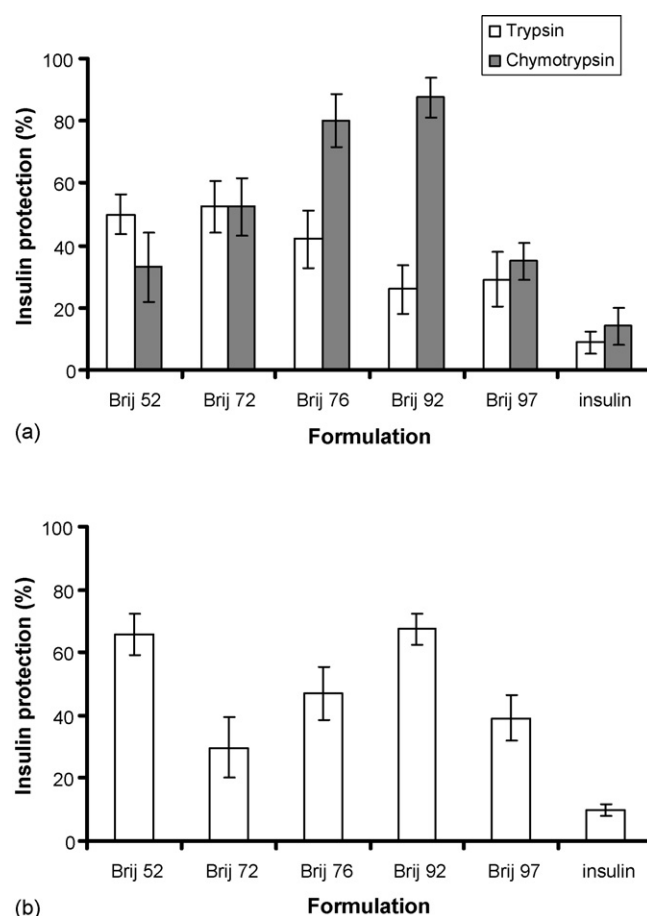 Trypsin
Chymotrypsin
Insulin protection (%)
100
80
60
40
20
0
Brij 52 Brij 72 Brij 76 Brij 92 Brij 97 insulin
(a)
Formulation
Insulin protection (%)
100
80
60
40
20
0
Brij 52 Brij 72 Brij 76 Brij 92 Brij 97 insulin
(b)
Formulation